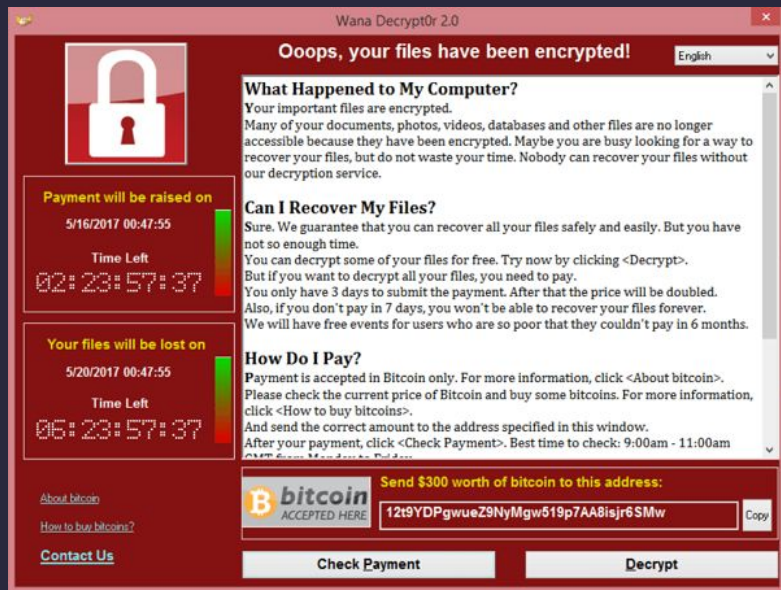 Wana Decrypt0r 2.0
Ooops, your files have been encrypted!
English
What Happened to My Computer?
Your important files are encrypted.
Many of your documents, photos, videos, databases and other files are no longer
accessible because they have been encrypted. Maybe you are busy looking for a way to
recover your files, but do not waste your time. Nobody can recover your files without
our decryption service.
Can I Recover My Files?
Sure. We guarantee that you can recover all your files safely and easily. But you have
not so enough time.
You can decrypt some of your files for free. Try now by clicking <Decrypt>.
But if you want to decrypt all your files, you need to pay.
You only have 3 days to submit the payment. After that the price will be doubled.
Also, if you don't pay in 7 days, you won't be able to recover your files forever.
We will have free events for users who are so poor that they couldn't pay in 6 months.
How Do I Pay?
Payment is accepted in Bitcoin only. For more information, click <About bitcoin>.
Please check the current price of Bitcoin and buy some bitcoins. For more information,
click <How to buy bitcoins>.
And send the correct amount to the address specified in this window.
After your payment, click <Check Payment>. Best time to check: 9:00am - 11:00am
GMT from Monday to Friday.
Payment will be raised on
5/16/2017 00:47:55
Time Left
02:23:57:37
Your files will be lost on
5/20/2017 00:47:55
Time Left
06:23:57:37
About bitcoin
How to buy bitcoins?
Contact Us
bitcoin
ACCEPTED HERE
Send $300 worth of bitcoin to this address:
12t9YDPgwueZ9NyMgw519p7AA8isjr6SMw
Copy
Check Payment
Decrypt